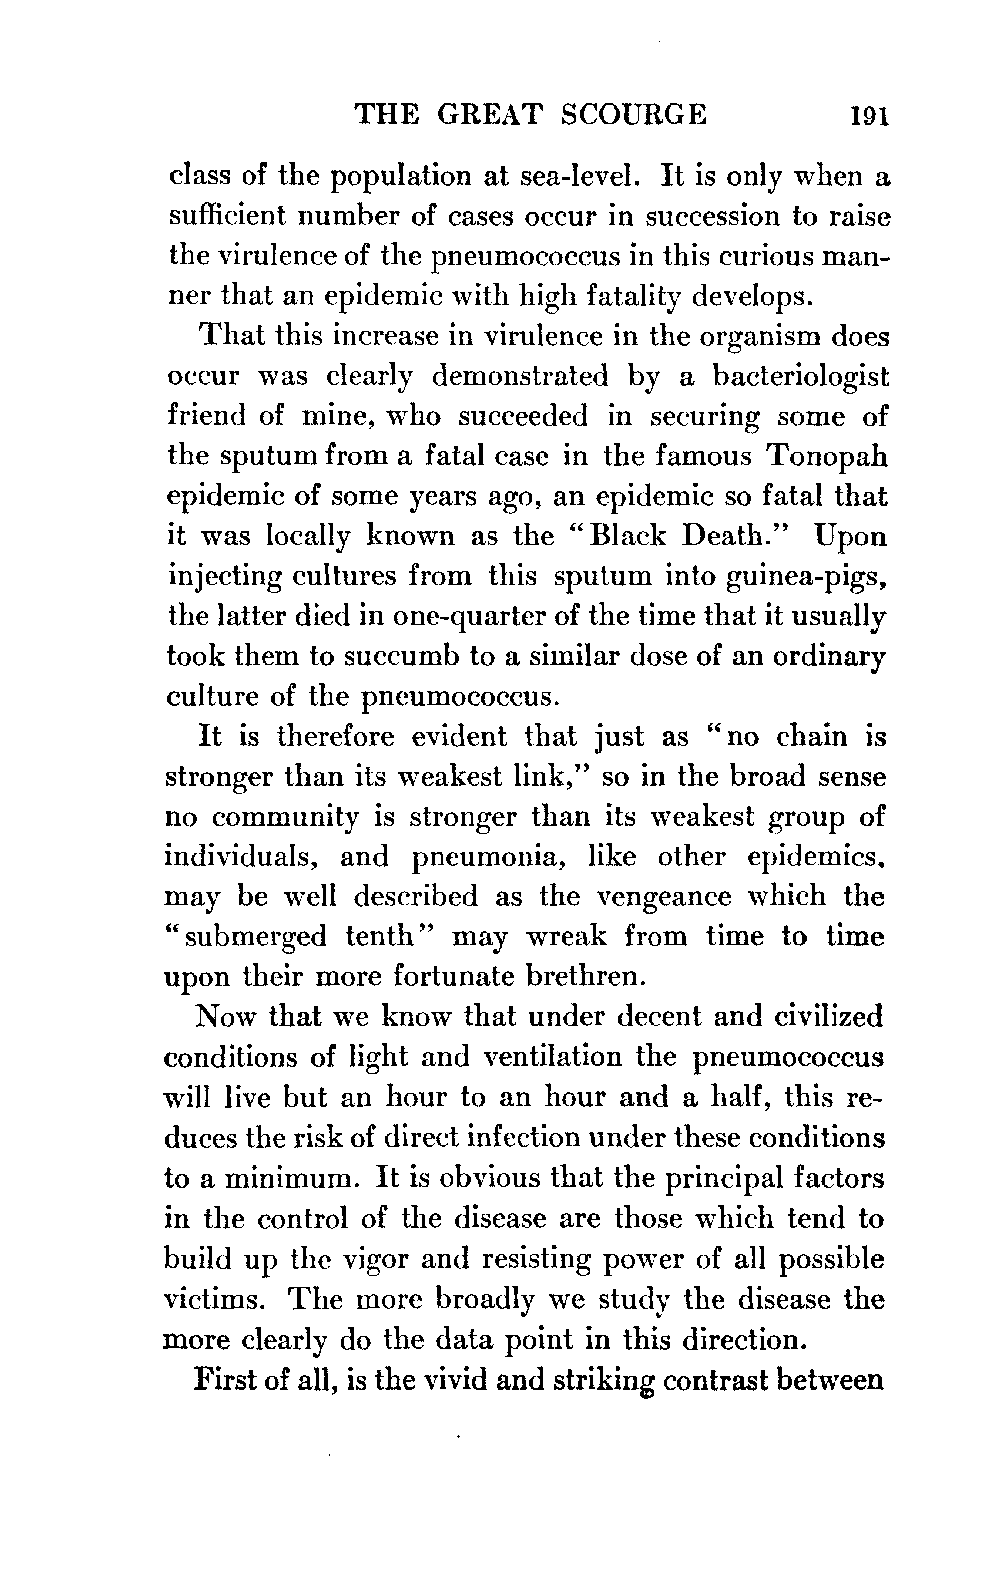 THE GREAT SCOURGE 191
class of the population at sea-level. It is only when a
sufficient number of cases occur in succession to raise
the virulence of the pneumococcus in this curious man-
ner that an epidemic with high fatality develops.
That this increase in virulence in the organism does
occur was clearly demonstrated by a bacteriologist
friend of mine, who succeeded in securing some of
the sputum from a fatal case in the famous Tonopah
epidemic of some years ago, an epidemic so fatal that
it was locally known as the “Black Death.” Upon
injecting cultures from this sputum into guinea-pigs,
the latter died in one-quarter of the time that it usually
took them to succumb to a similar dose of an ordinary
culture of the pneumococcus.
It is therefore evident that just as “no chain is
stronger than its weakest link,” so in the broad sense
no community is stronger than its weakest group of
individuals, and pneumonia, like other epidemics,
may be well described as the vengeance which the
“submerged tenth” may wreak from time to time
upon their more fortunate brethren.
Now that we know that under decent and civilized
conditions of light and ventilation the pneumococcus
will live but an hour to an hour and a half, this re-
duces the risk of direct infection under these conditions
to a minimum. It is obvious that the principal factors
in the control of the disease are those which tend to
build up the vigor and resisting power of all possible
victims. The more broadly we study the disease the
more clearly do the data point in this direction.
First of all, is the vivid and striking contrast between